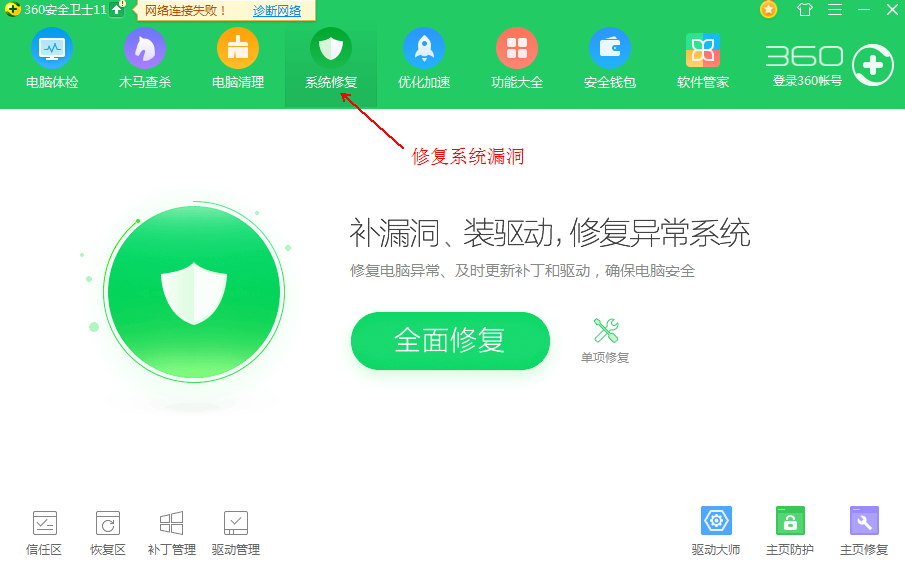 360安全卫士11
网络连接失败！ 诊断网络
电脑体检 木马查杀 电脑清理 系统修复 优化加速 功能大全 安全钱包 软件管家
360
登录360帐号
修复系统漏洞
补漏洞、装驱动,修复异常系统
修复电脑异常、及时更新补丁和驱动，确保电脑安全
全面修复
单项修复
信任区 恢复区 补丁管理 驱动管理 驱动大师 主页防护 主页修复